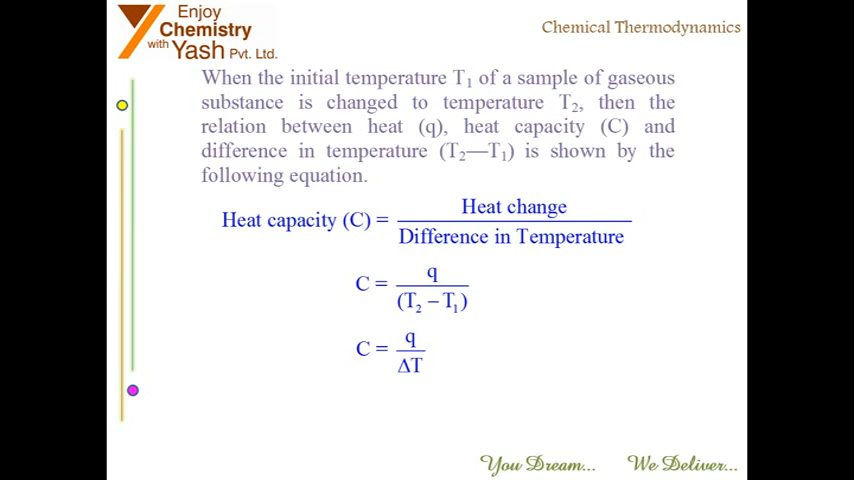 Enjoy
Chemistry
with Yash Pvt. Ltd.
Chemical Thermodynamics
When the initial temperature T₁ of a sample of gaseous
substance is changed to temperature T₂, then the
relation between heat (q), heat capacity (C) and
difference in temperature (T₂—T₁) is shown by the
following equation.
Heat capacity (C) = Heat change / Difference in Temperature
C = q / (T₂ – T₁)
C = q / ΔT
You Dream... We Deliver...